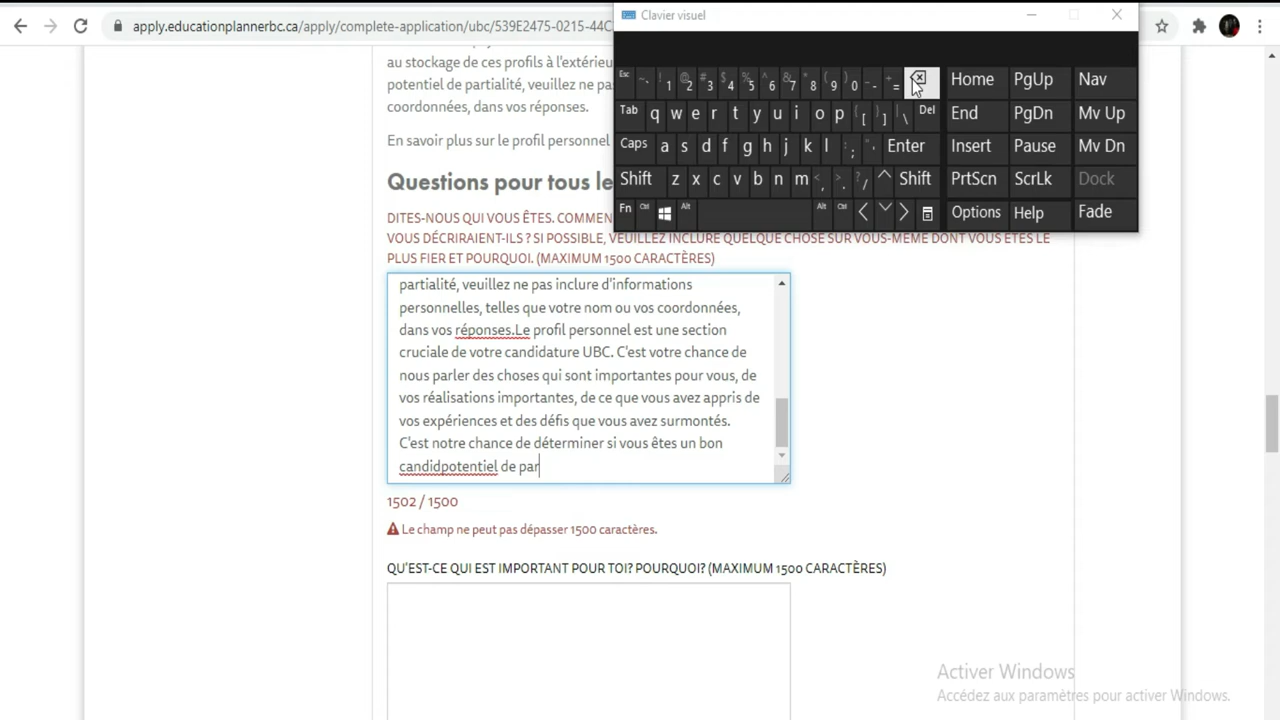 apply.educationplannerbc.ca/apply/complete-application/ubc/539E2475-0215-44C
Clavier visuel
Esc ~ ` ! 1 @ 2 # 3 $ 4 % 5 ^ 6 & 7 * 8 ( 9 ) 0 _ - + = Home PgUp Nav
Tab q w e r t y u i o p { [ } ] | \ Del End PgDn Mv Up
Caps a s d f g h j k l : ; " ' Enter Insert Pause Mv Dn
Shift z x c v b n m < , > . ? / Shift PrtScn ScrLk Dock
Fn Ctrl Alt Alt Ctrl Options Help Fade
au stockage de ces profils à l'extérieu
potentiel de partialité, veuillez ne pas
coordonnées, dans vos réponses.
En savoir plus sur le profil personnel
Questions pour tous le
DITES-NOUS QUI VOUS ÊTES. COMMEN
VOUS DÉCRIRAIENT-ILS ? SI POSSIBLE, VEUILLEZ INCLURE QUELQUE CHOSE SUR VOUS-MÊME DONT VOUS ÊTES LE
PLUS FIER ET POURQUOI. (MAXIMUM 1500 CARACTÈRES)
partialité, veuillez ne pas inclure d'informations
personnelles, telles que votre nom ou vos coordonnées,
dans vos réponses.Le profil personnel est une section
cruciale de votre candidature UBC. C'est votre chance de
nous parler des choses qui sont importantes pour vous, de
vos réalisations importantes, de ce que vous avez appris de
vos expériences et des défis que vous avez surmontés.
C'est notre chance de déterminer si vous êtes un bon
candidpotentiel de par
1502 / 1500
Le champ ne peut pas dépasser 1500 caractères.
QU'EST-CE QUI EST IMPORTANT POUR TOI? POURQUOI? (MAXIMUM 1500 CARACTÈRES)
Activer Windows
Accédez aux paramètres pour activer Windows.